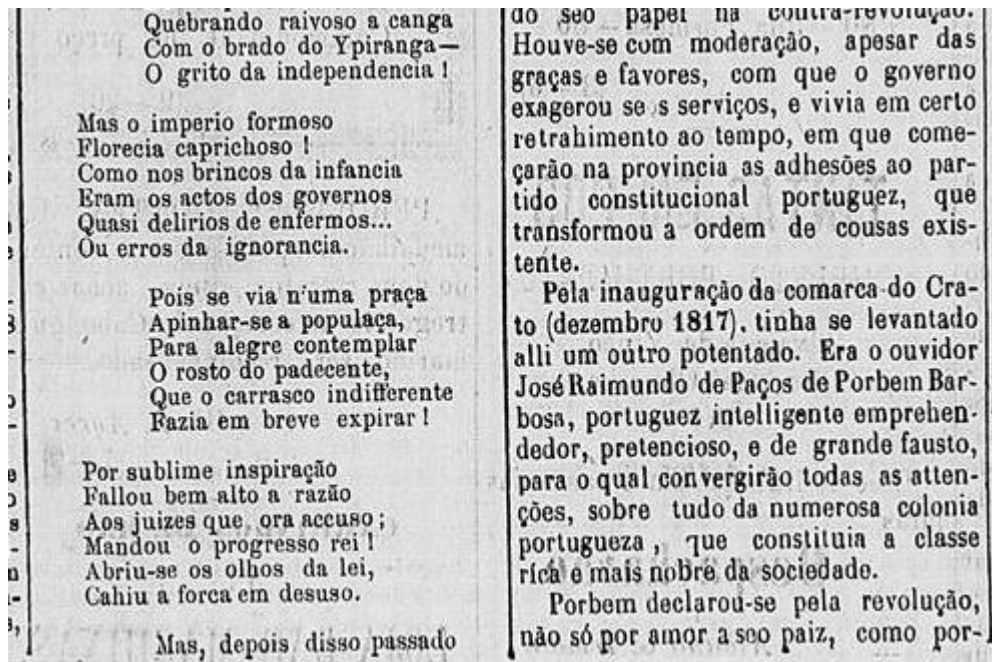 Quebrando raivoso a canga
Com o brado do Ypiranga—
O grito da independencia !
Mas o imperio formoso
Florecia caprichoso !
Como nos brincos da infancia
Eram os actos dos governos
Quasi delirios de enfermos...
Ou erros da ignorancia.
Pois se via n'uma praça
Apinhar-se a populaça,
Para alegre contemplar
O rosto do padecente,
Que o carrasco indifferente
Fazia em breve expirar !
Por sublime inspiração
Fallou bem alto a razão
Aos juizes que ora accuso ;
Mandou o progresso rei !
Abriu-se os olhos da lei,
Cahiu a forca em desuso.
Mas, depois disso passado
do seo papel na contra-revolução.
Houve-se com moderação, apesar das
graças e favores, com que o governo
exagerou se s serviços, e vivia em certo
retrahimento ao tempo, em que come-
çarão na provincia as adhesões ao par-
tido constitucional portuguez, que
transformou a ordem de cousas exis-
tente.
Pela inauguração da comarca do Cra-
to (dezembro 1817). tinha se levantado
alli um outro potentado. Era o ouvidor
José Raimundo de Paços de Porbem Bar-
bosa, portuguez intelligente emprehen-
dedor, pretencioso, e de grande fausto,
para o qual convergirão todas as atten-
ções, sobre tudo da numerosa colonia
portugueza , que constituia a classe
rica e mais nobre da sociedade.
Porbem declarou-se pela revolução,
não só por amor a seo paiz, como por-